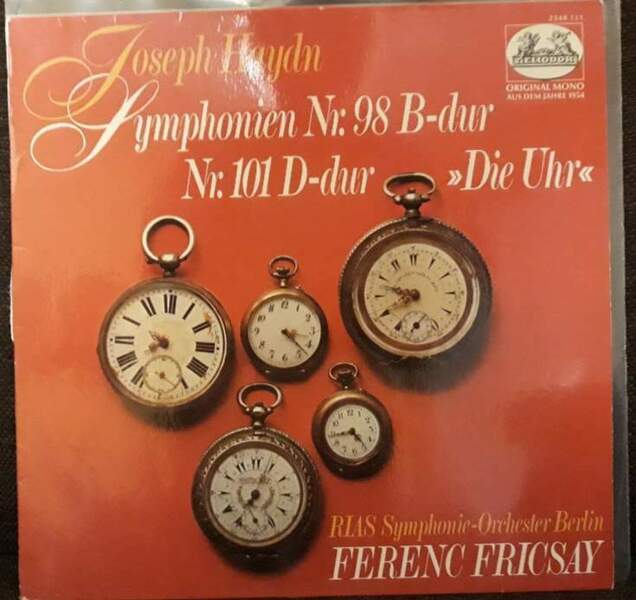 Joseph Haydn
Symphonien Nr. 98 B-dur
Nr. 101 D-dur »Die Uhr«
HELIODOR
ORIGINAL MONO
AUS DEM JAHRE 1954
RIAS Symphonie-Orchester Berlin
FERENC FRICSAY